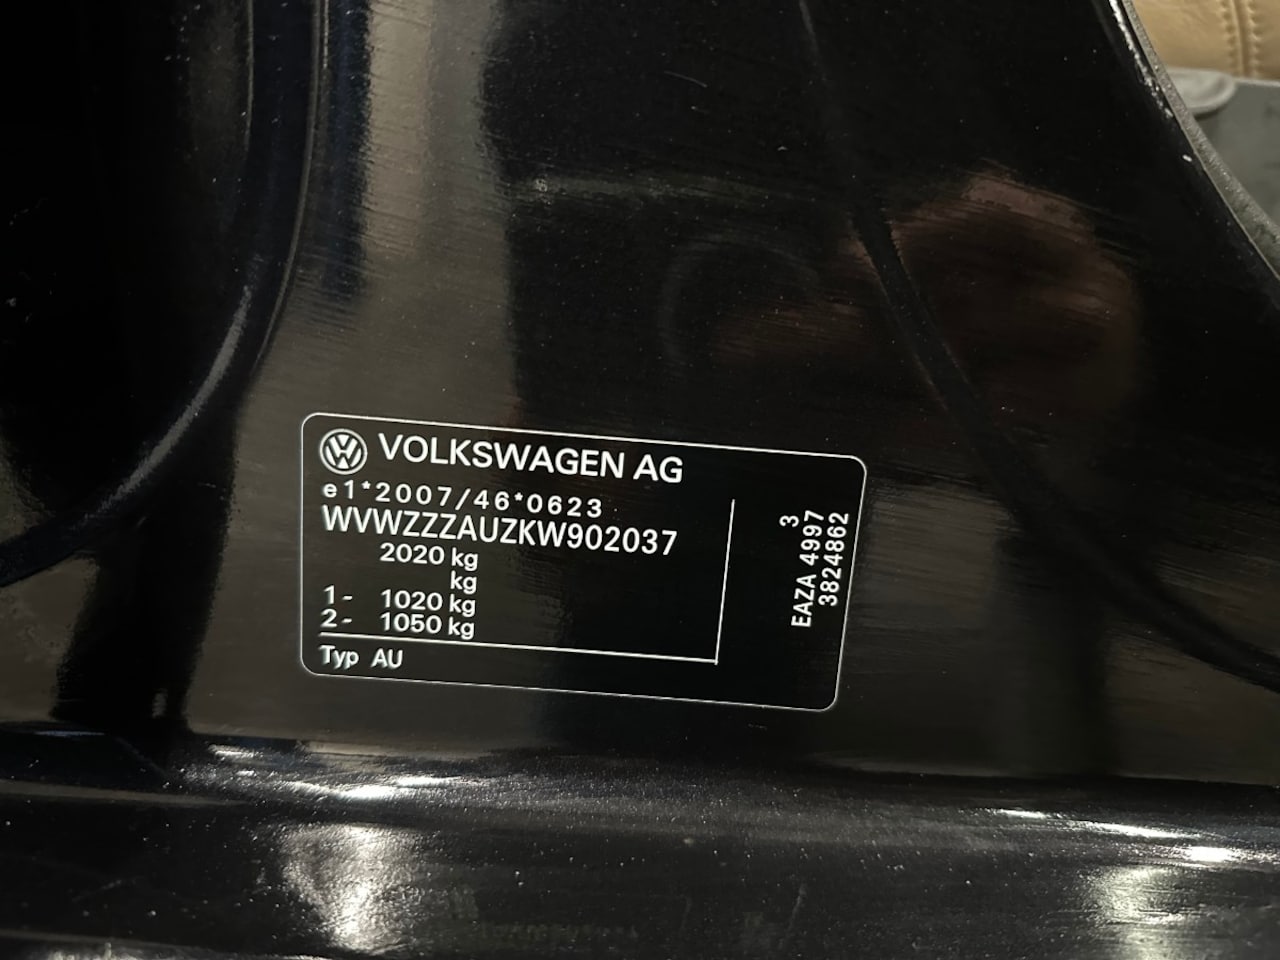 VOLKSWAGEN AG
e1*2007/46*0623
WVWZZZAUZKW902037
2020 kg
kg
1- 1020 kg
2- 1050 kg
Typ AU
3
EAZA 4997
3824862